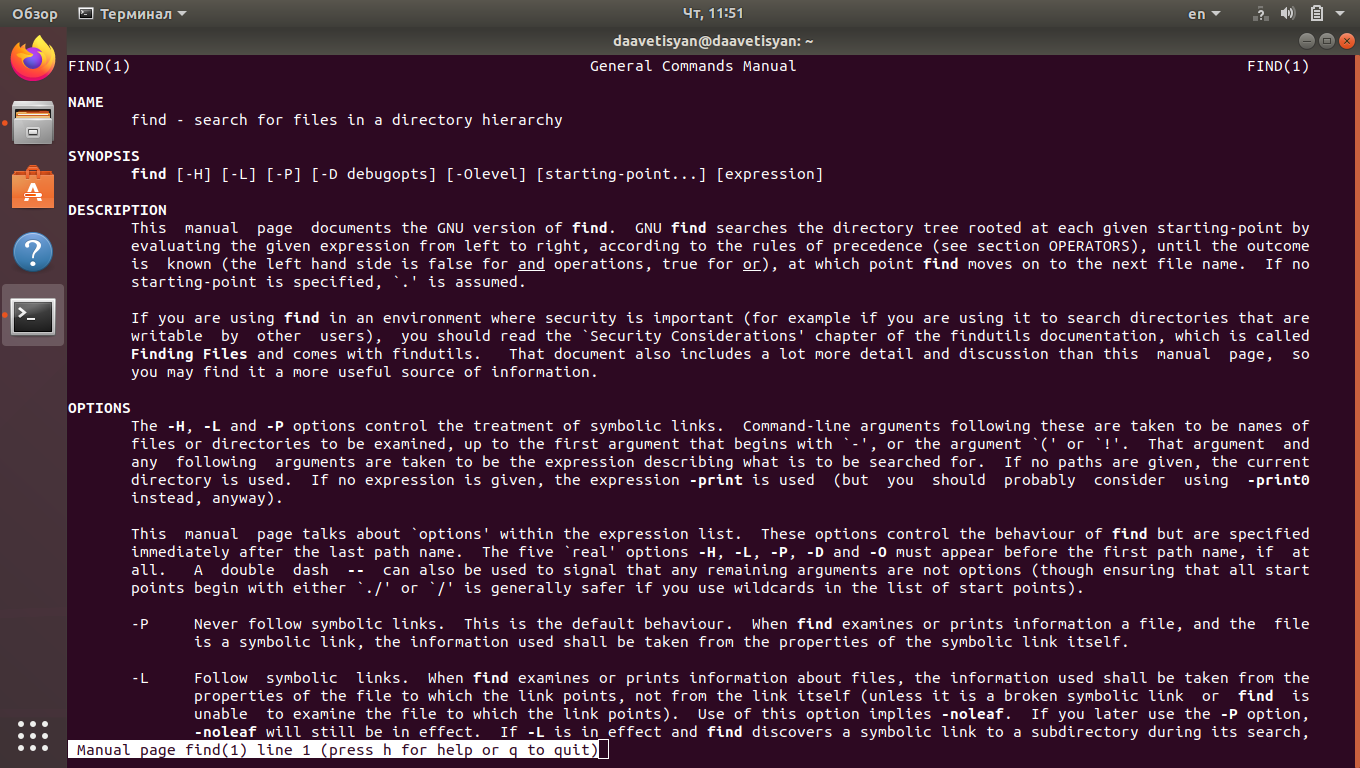 Обзор Терминал Чт, 11:51 en
daavetisyan@daavetisyan: ~
FIND(1) General Commands Manual FIND(1)
NAME
find - search for files in a directory hierarchy
SYNOPSIS
find [-H] [-L] [-P] [-D debugopts] [-Olevel] [starting-point...] [expression]
DESCRIPTION
This manual page documents the GNU version of find. GNU find searches the directory tree rooted at each given starting-point by
evaluating the given expression from left to right, according to the rules of precedence (see section OPERATORS), until the outcome
is known (the left hand side is false for and operations, true for or), at which point find moves on to the next file name. If no
starting-point is specified, `.' is assumed.
If you are using find in an environment where security is important (for example if you are using it to search directories that are
writable by other users), you should read the `Security Considerations' chapter of the findutils documentation, which is called
Finding Files and comes with findutils. That document also includes a lot more detail and discussion than this manual page, so
you may find it a more useful source of information.
OPTIONS
The -H, -L and -P options control the treatment of symbolic links. Command-line arguments following these are taken to be names of
files or directories to be examined, up to the first argument that begins with `-', or the argument `(' or `!'. That argument and
any following arguments are taken to be the expression describing what is to be searched for. If no paths are given, the current
directory is used. If no expression is given, the expression -print is used (but you should probably consider using -print0
instead, anyway).
This manual page talks about `options' within the expression list. These options control the behaviour of find but are specified
immediately after the last path name. The five `real' options -H, -L, -P, -D and -O must appear before the first path name, if at
all. A double dash -- can also be used to signal that any remaining arguments are not options (though ensuring that all start
points begin with either `./' or `/' is generally safer if you use wildcards in the list of start points).
-P Never follow symbolic links. This is the default behaviour. When find examines or prints information a file, and the file
is a symbolic link, the information used shall be taken from the properties of the symbolic link itself.
-L Follow symbolic links. When find examines or prints information about files, the information used shall be taken from the
properties of the file to which the link points, not from the link itself (unless it is a broken symbolic link or find is
unable to examine the file to which the link points). Use of this option implies -noleaf. If you later use the -P option,
-noleaf will still be in effect. If -L is in effect and find discovers a symbolic link to a subdirectory during its search,
Manual page find(1) line 1 (press h for help or q to quit)